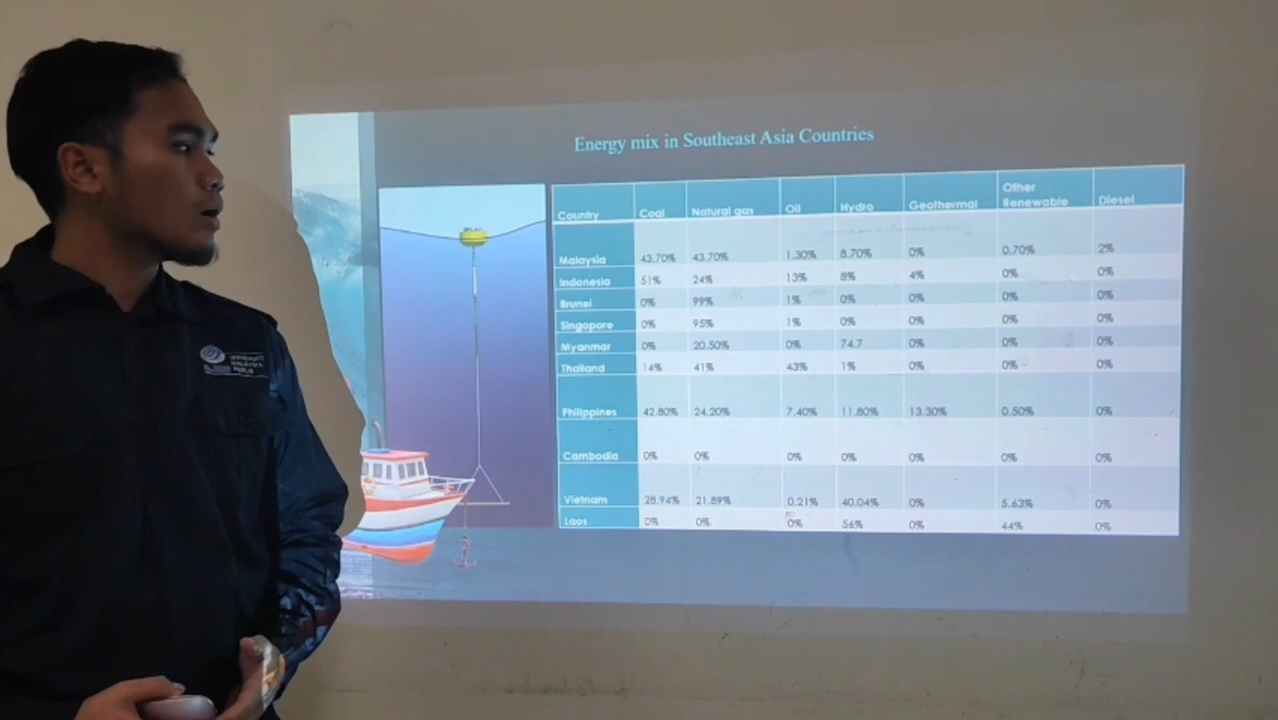 Energy mix in Southeast Asia Countries
Country Coal Natural gas Oil Hydro Geothermal Other Renewable Diesel
Malaysia 43.70% 43.70% 1.30% 8.70% 0% 0.70% 2%
Indonesia 51% 24% 13% 8% 4% 0% 0%
Brunei 0% 99% 1% 0% 0% 0% 0%
Singapore 0% 95% 1% 0% 0% 0% 0%
Myanmar 0% 20.50% 0% 74.7 0% 0% 0%
Thailand 14% 41% 43% 1% 0% 0% 0%
Philippines 42.80% 24.20% 7.40% 11.80% 13.30% 0.50% 0%
Cambodia 0% 0% 0% 0% 0% 0% 0%
Vietnam 28.94% 21.89% 0.21% 40.04% 0% 5.63% 0%
Laos 0% 0% 0% 56% 0% 44% 0%
UNIVERSITI
MALAYSIA
PERLIS